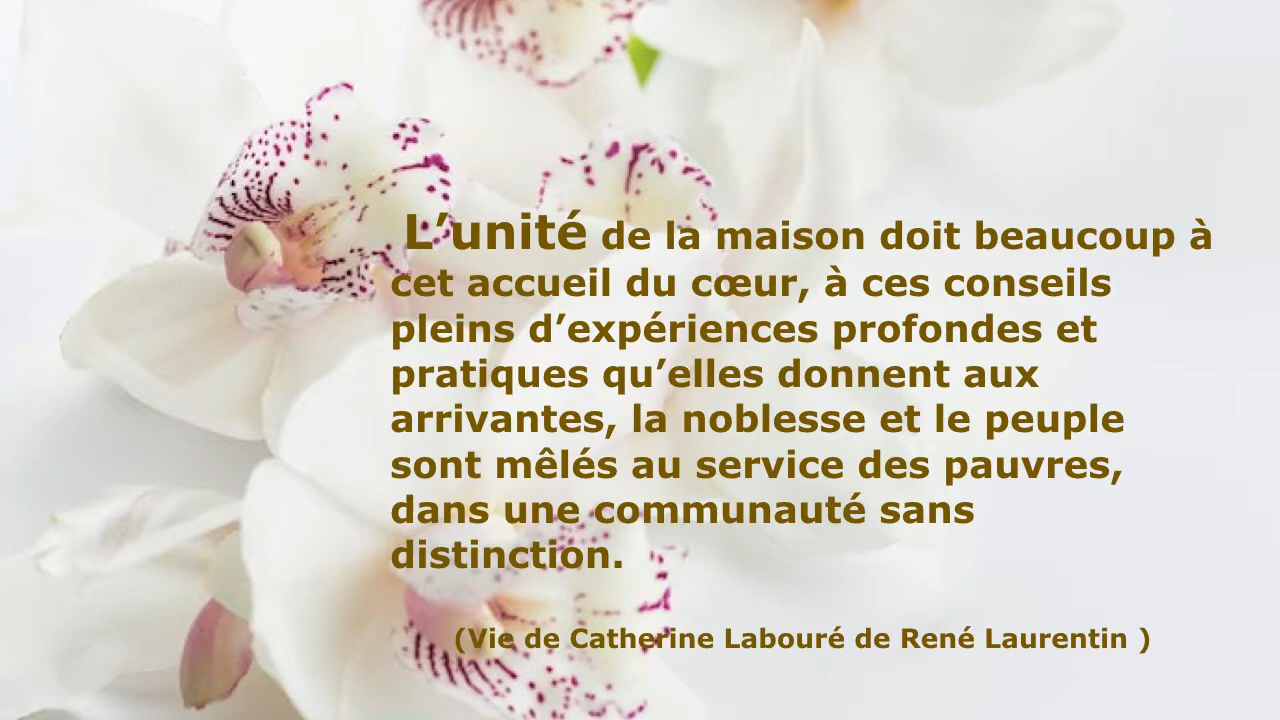 L’unité de la maison doit beaucoup à
cet accueil du cœur, à ces conseils
pleins d’expériences profondes et
pratiques qu’elles donnent aux
arrivantes, la noblesse et le peuple
sont mêlés au service des pauvres,
dans une communauté sans
distinction.
(Vie de Catherine Labouré de René Laurentin )